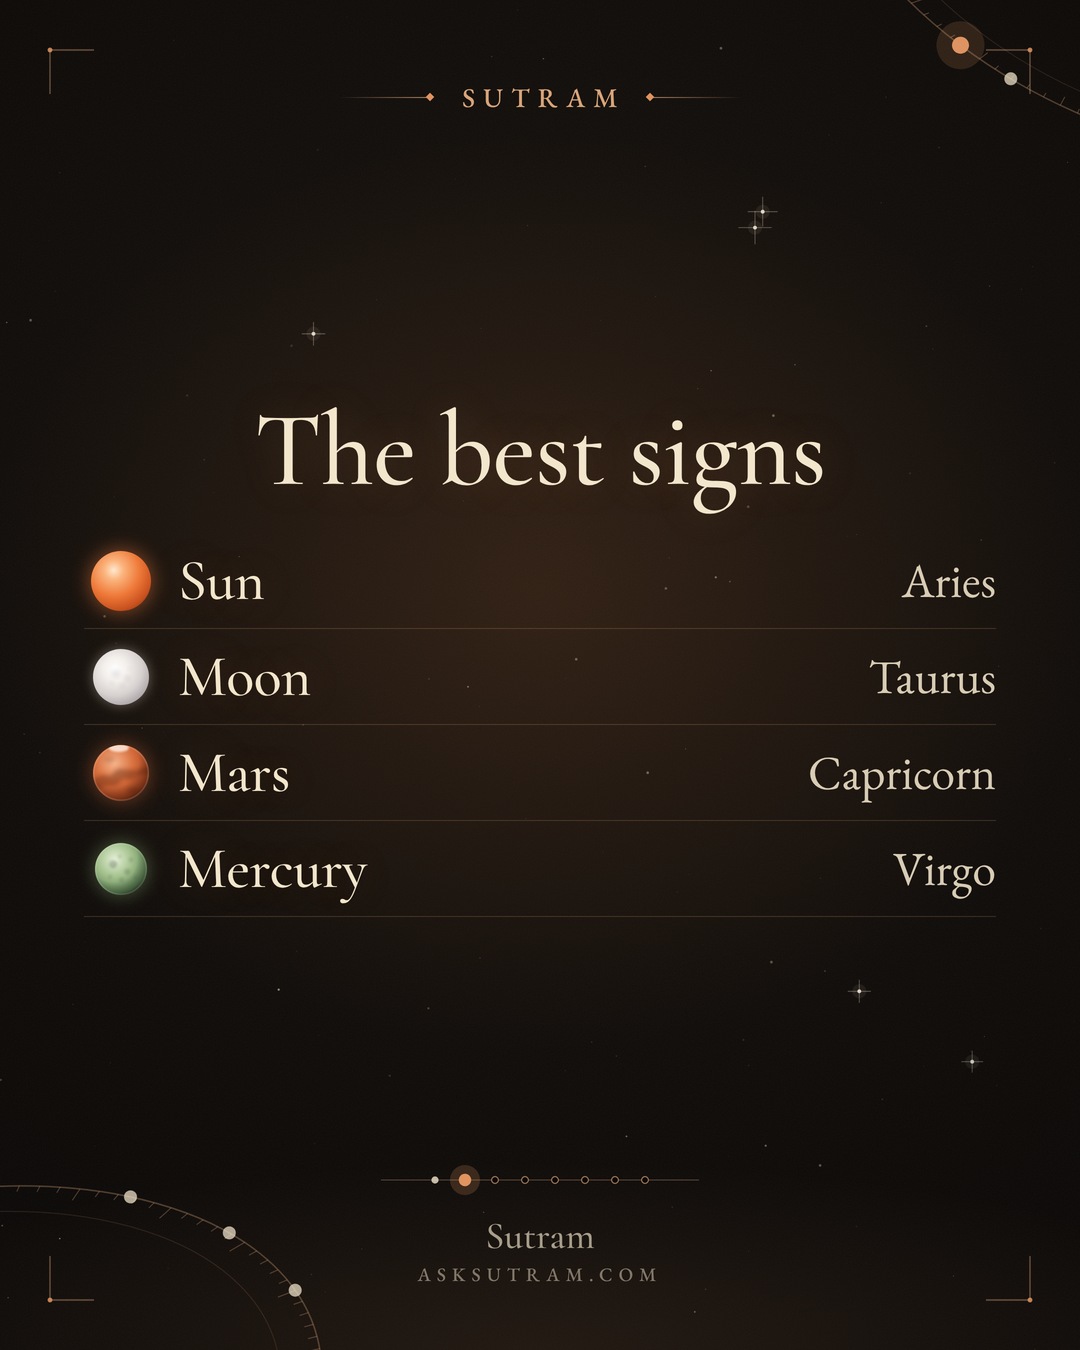 SUTRAM
The best signs
Sun Aries
Moon Taurus
Mars Capricorn
Mercury Virgo
Sutram
ASKSUTRAM.COM